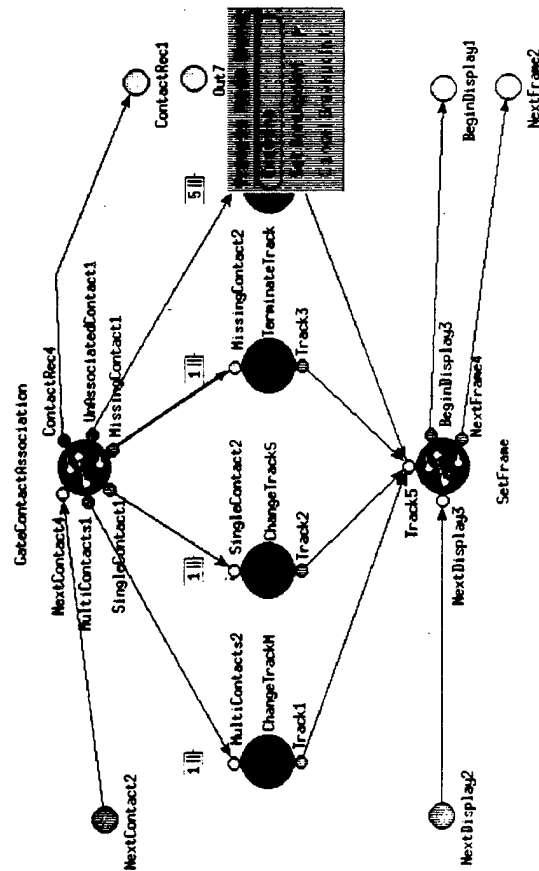 GateContactAssociation
ContactRec4
NextContact4
MultiContacts1
SingleContact1
UnAssociatedContact1
MissingContact1
ContactRec1
Out7
NextContact2
1
MultiContacts2
ChangeTrackM
Track1
1
SingleContact2
ChangeTrackS
Track2
1
MissingContact2
TerminateTrack
Track3
5
Track5
NextDisplay3
SetFrame
BeginDisplay3
NextFrame4
BeginDisplay1
NextFrame2
NextDisplay2